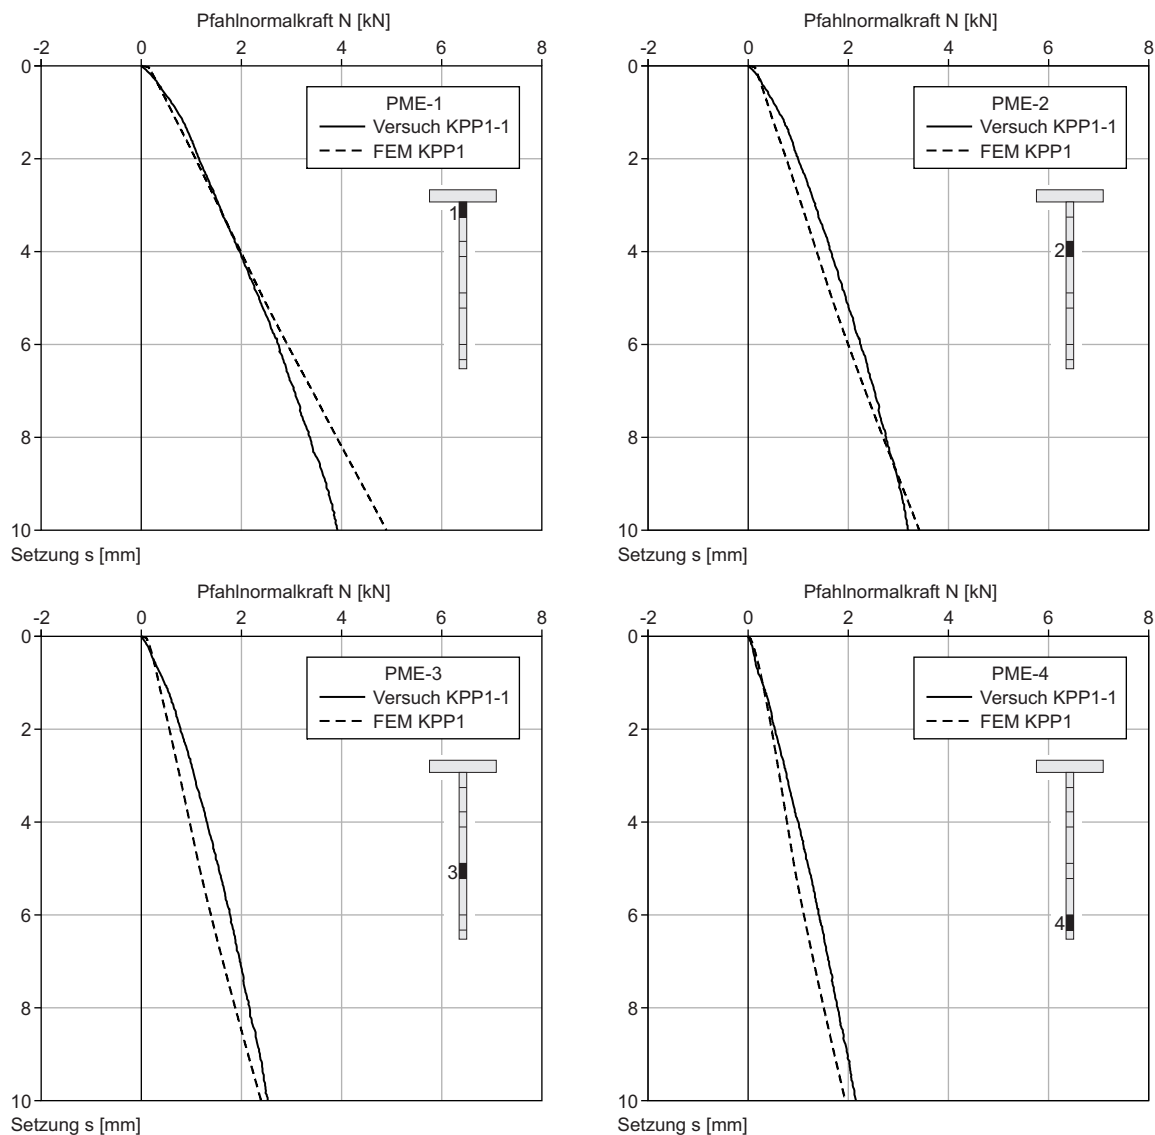 Pfahlnormalkraft N [kN]
-2 0 2 4 6 8
0
2
4
6
8
10
PME-1
Versuch KPP1-1
FEM KPP1
1
Setzung s [mm]
Pfahlnormalkraft N [kN]
-2 0 2 4 6 8
0
2
4
6
8
10
PME-2
Versuch KPP1-1
FEM KPP1
2
Setzung s [mm]
Pfahlnormalkraft N [kN]
-2 0 2 4 6 8
0
2
4
6
8
10
PME-3
Versuch KPP1-1
FEM KPP1
3
Setzung s [mm]
Pfahlnormalkraft N [kN]
-2 0 2 4 6 8
0
2
4
6
8
10
PME-4
Versuch KPP1-1
FEM KPP1
4
Setzung s [mm]